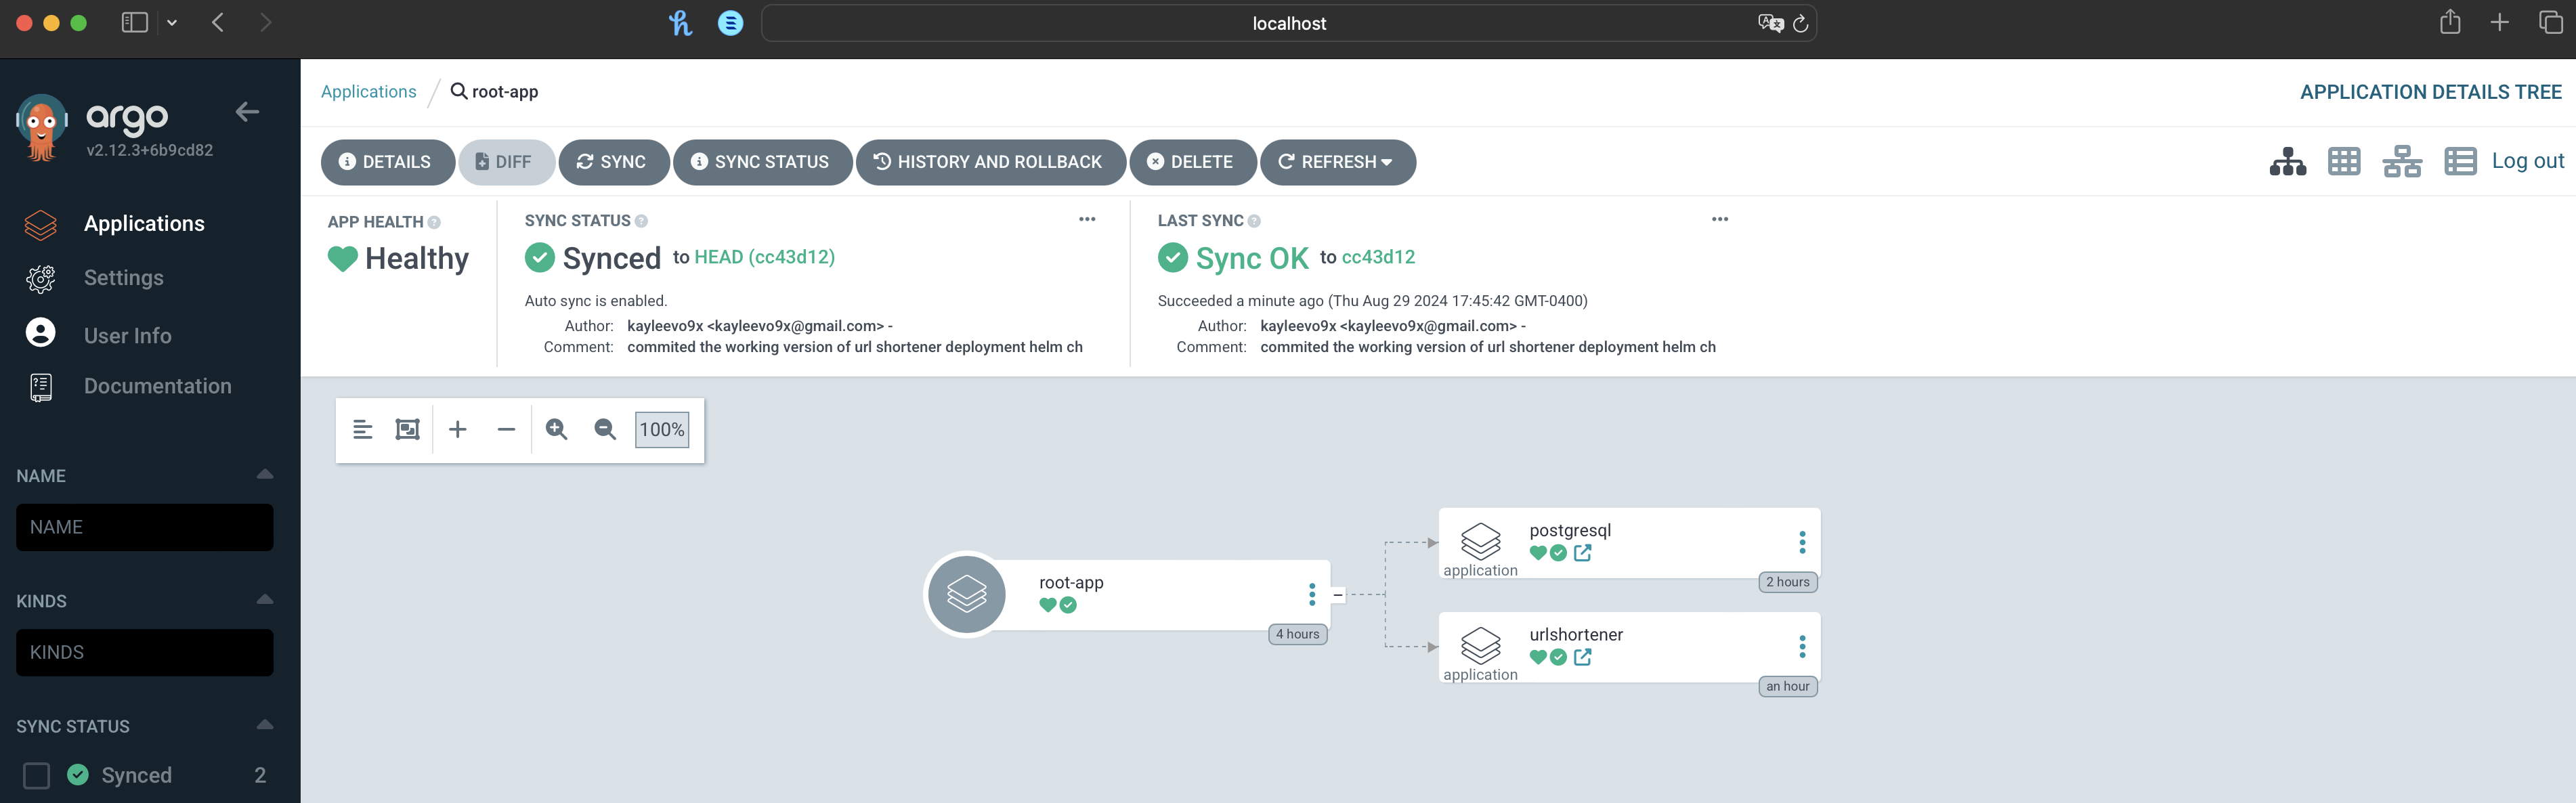 localhost
argo
v2.12.3+6b9cd82
Applications
Settings
User Info
Documentation
NAME
NAME
KINDS
KINDS
SYNC STATUS
Synced 2
Applications / root-app
APPLICATION DETAILS TREE
DETAILS DIFF SYNC SYNC STATUS HISTORY AND ROLLBACK DELETE REFRESH Log out
APP HEALTH
Healthy
SYNC STATUS
Synced to HEAD (cc43d12)
Auto sync is enabled.
Author: kayleevo9x <kayleevo9x@gmail.com> -
Comment: commited the working version of url shortener deployment helm ch
LAST SYNC
Sync OK to cc43d12
Succeeded a minute ago (Thu Aug 29 2024 17:45:42 GMT-0400)
Author: kayleevo9x <kayleevo9x@gmail.com> -
Comment: commited the working version of url shortener deployment helm ch
100%
root-app
4 hours
postgresql
application
2 hours
urlshortener
application
an hour